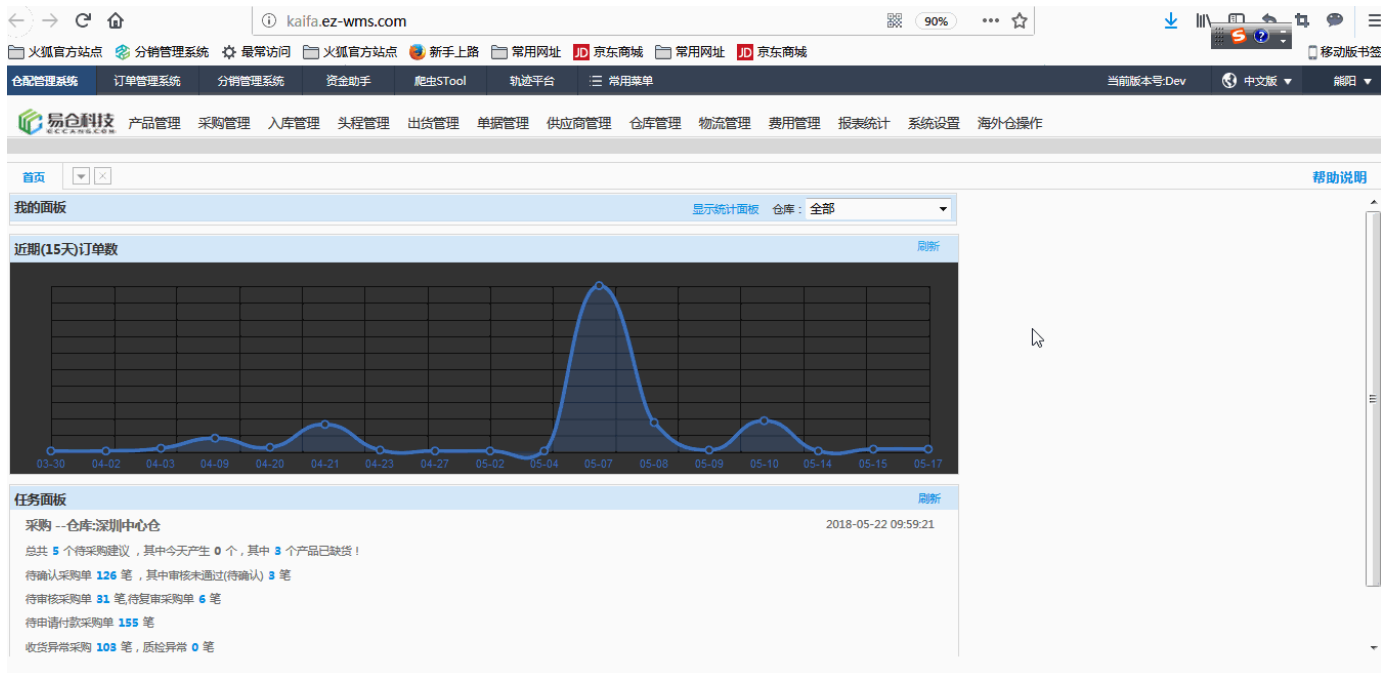 kaifa.ez-wms.com 90%
火狐官方站点 分销管理系统 最常访问 火狐官方站点 新手上路 常用网址 JD 京东商城 常用网址 JD 京东商城 移动版书签
仓配管理系统 订单管理系统 分销管理系统 资金助手 爬虫STool 轨迹平台 常用菜单 当前版本号:Dev 中文版 熊阳
易仓科技 产品管理 采购管理 入库管理 头程管理 出货管理 单据管理 供应商管理 仓库管理 物流管理 费用管理 报表统计 系统设置 海外仓操作
ECCANG.COM
首页 帮助说明
我的面板 显示统计面板 仓库: 全部
近期(15天)订单数 刷新
03-30 04-02 04-03 04-09 04-20 04-21 04-23 04-27 05-02 05-04 05-07 05-08 05-09 05-10 05-14 05-15 05-17
任务面板 刷新
采购 --仓库:深圳中心仓 2018-05-22 09:59:21
总共 5 个待采购建议，其中今天产生 0 个，其中 3 个产品已缺货！
待确认采购单 126 笔 ，其中审核未通过(待确认) 3 笔
待审核采购单 31 笔,待复审采购单 6 笔
待申请付款采购单 155 笔
收货异常采购 103 笔，质检异常 0 笔